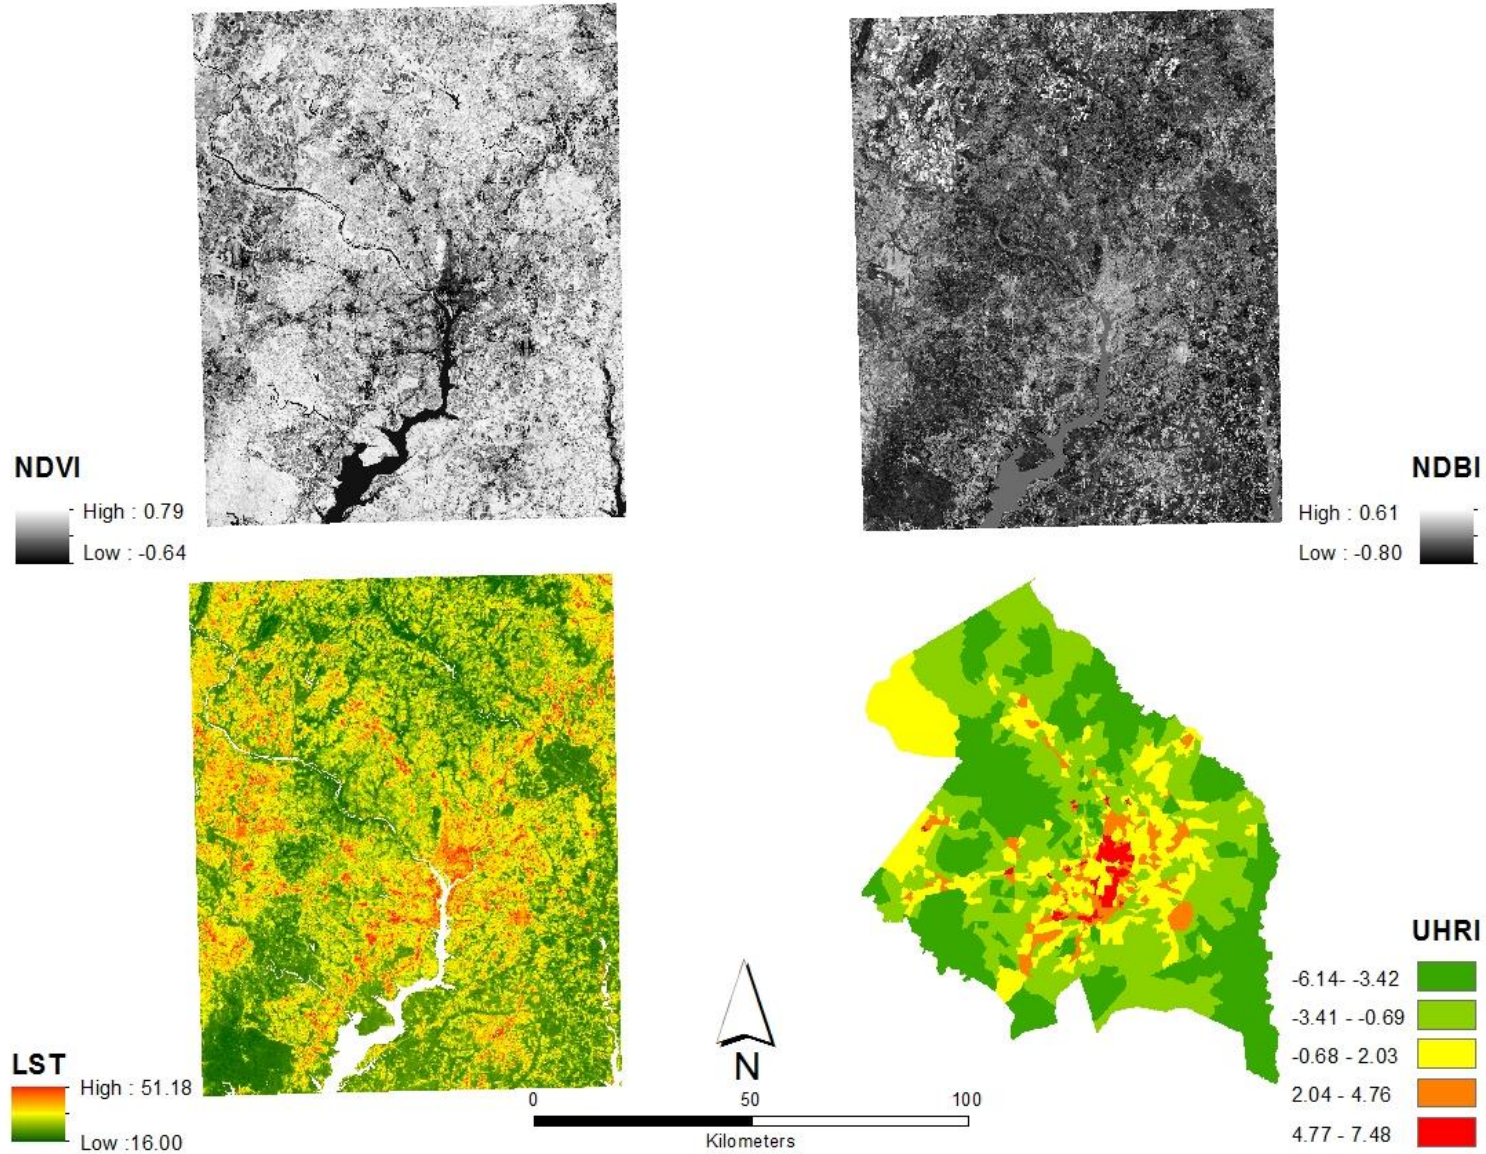 NDVI
High : 0.79
Low : -0.64
NDBI
High : 0.61
Low : -0.80
LST
High : 51.18
Low :16.00
N
0 50 100
Kilometers
UHRI
-6.14- -3.42
-3.41 - -0.69
-0.68 - 2.03
2.04 - 4.76
4.77 - 7.48